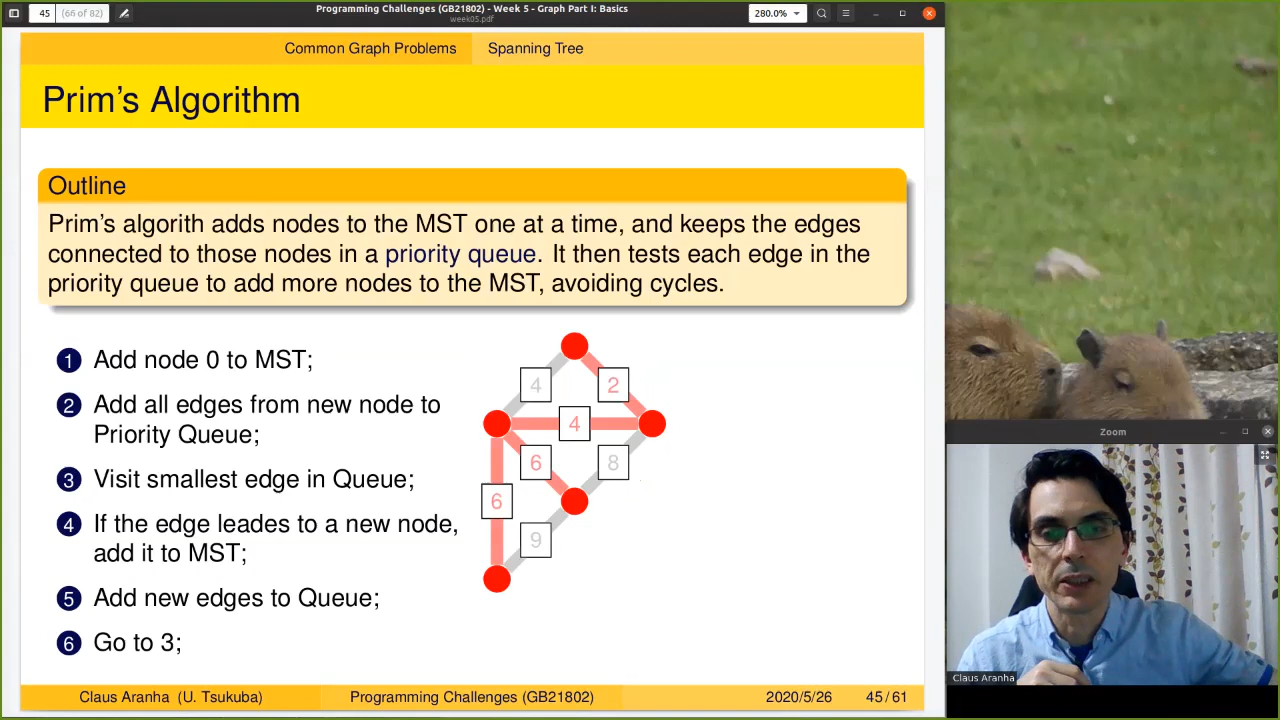 45 (66 of 82)
Programming Challenges (GB21802) - Week 5 - Graph Part I: Basics
week05.pdf
280.0%
Common Graph Problems Spanning Tree
Prim's Algorithm
Outline
Prim's algorith adds nodes to the MST one at a time, and keeps the edges
connected to those nodes in a priority queue. It then tests each edge in the
priority queue to add more nodes to the MST, avoiding cycles.
1 Add node 0 to MST;
2 Add all edges from new node to
Priority Queue;
3 Visit smallest edge in Queue;
4 If the edge leades to a new node,
add it to MST;
5 Add new edges to Queue;
6 Go to 3;
4 2
4
6 8
6
9
Claus Aranha (U. Tsukuba) Programming Challenges (GB21802) 2020/5/26 45 / 61
Zoom
Claus Aranha